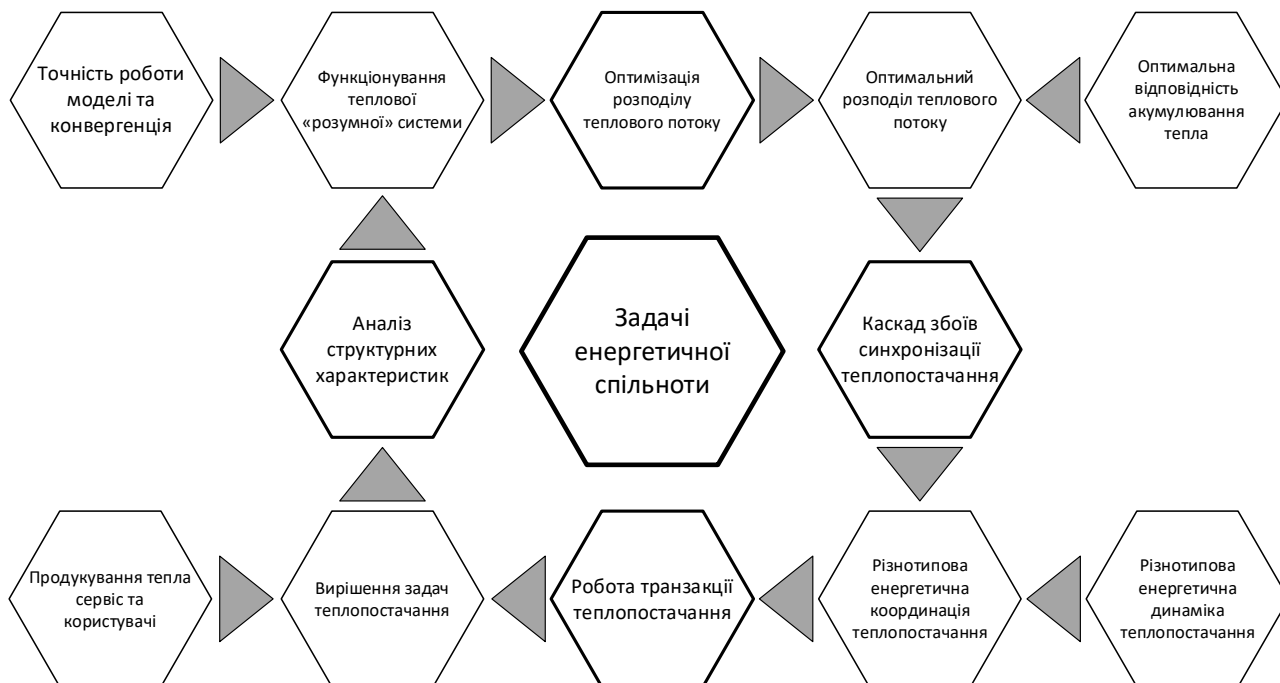 Точність роботи
моделі та
конвергенція
Функціонування
теплової
«розумної» системи
Оптимізація
розподілу
теплового потоку
Оптимальний
розподіл теплового
потоку
Оптимальна
відповідність
акумулювання
тепла
Аналіз
структурних
характеристик
Задачі
енергетичної
спільноти
Каскад збоїв
синхронізації
теплопостачання
Продукування тепла
сервіс та
користувачі
Вирішення задач
теплопостачання
Робота транзакції
теплопостачання
Різнотипова
енергетична
координація
теплопостачання
Різнотипова
енергетична
динаміка
теплопостачання